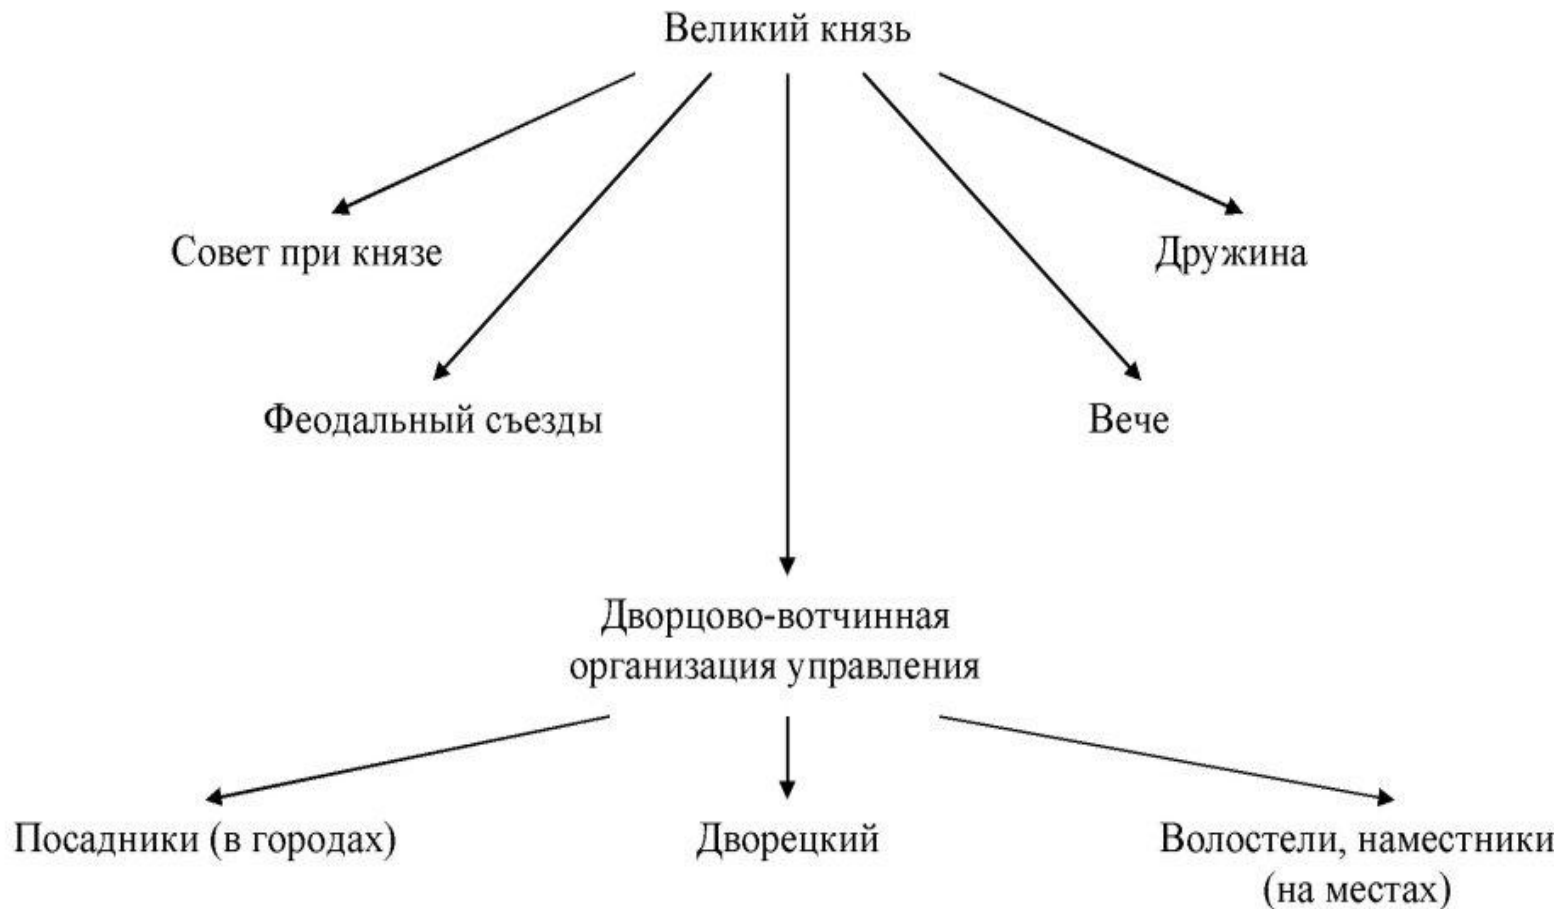 Великий князь
Совет при князе
Дружина
Феодальный съезды
Вече
Дворцово-вотчинная
организация управления
Посадники (в городах)
Дворецкий
Волостели, наместники
(на местах)